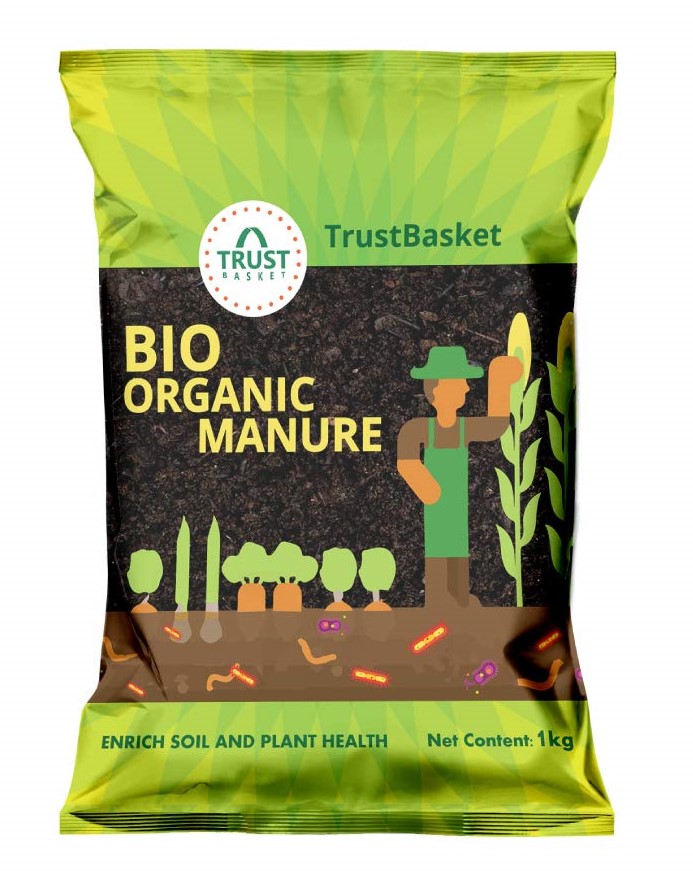 TRUST
BASKET
TrustBasket
BIO
ORGANIC
MANURE
ENRICH SOIL AND PLANT HEALTH
Net Content: 1kg